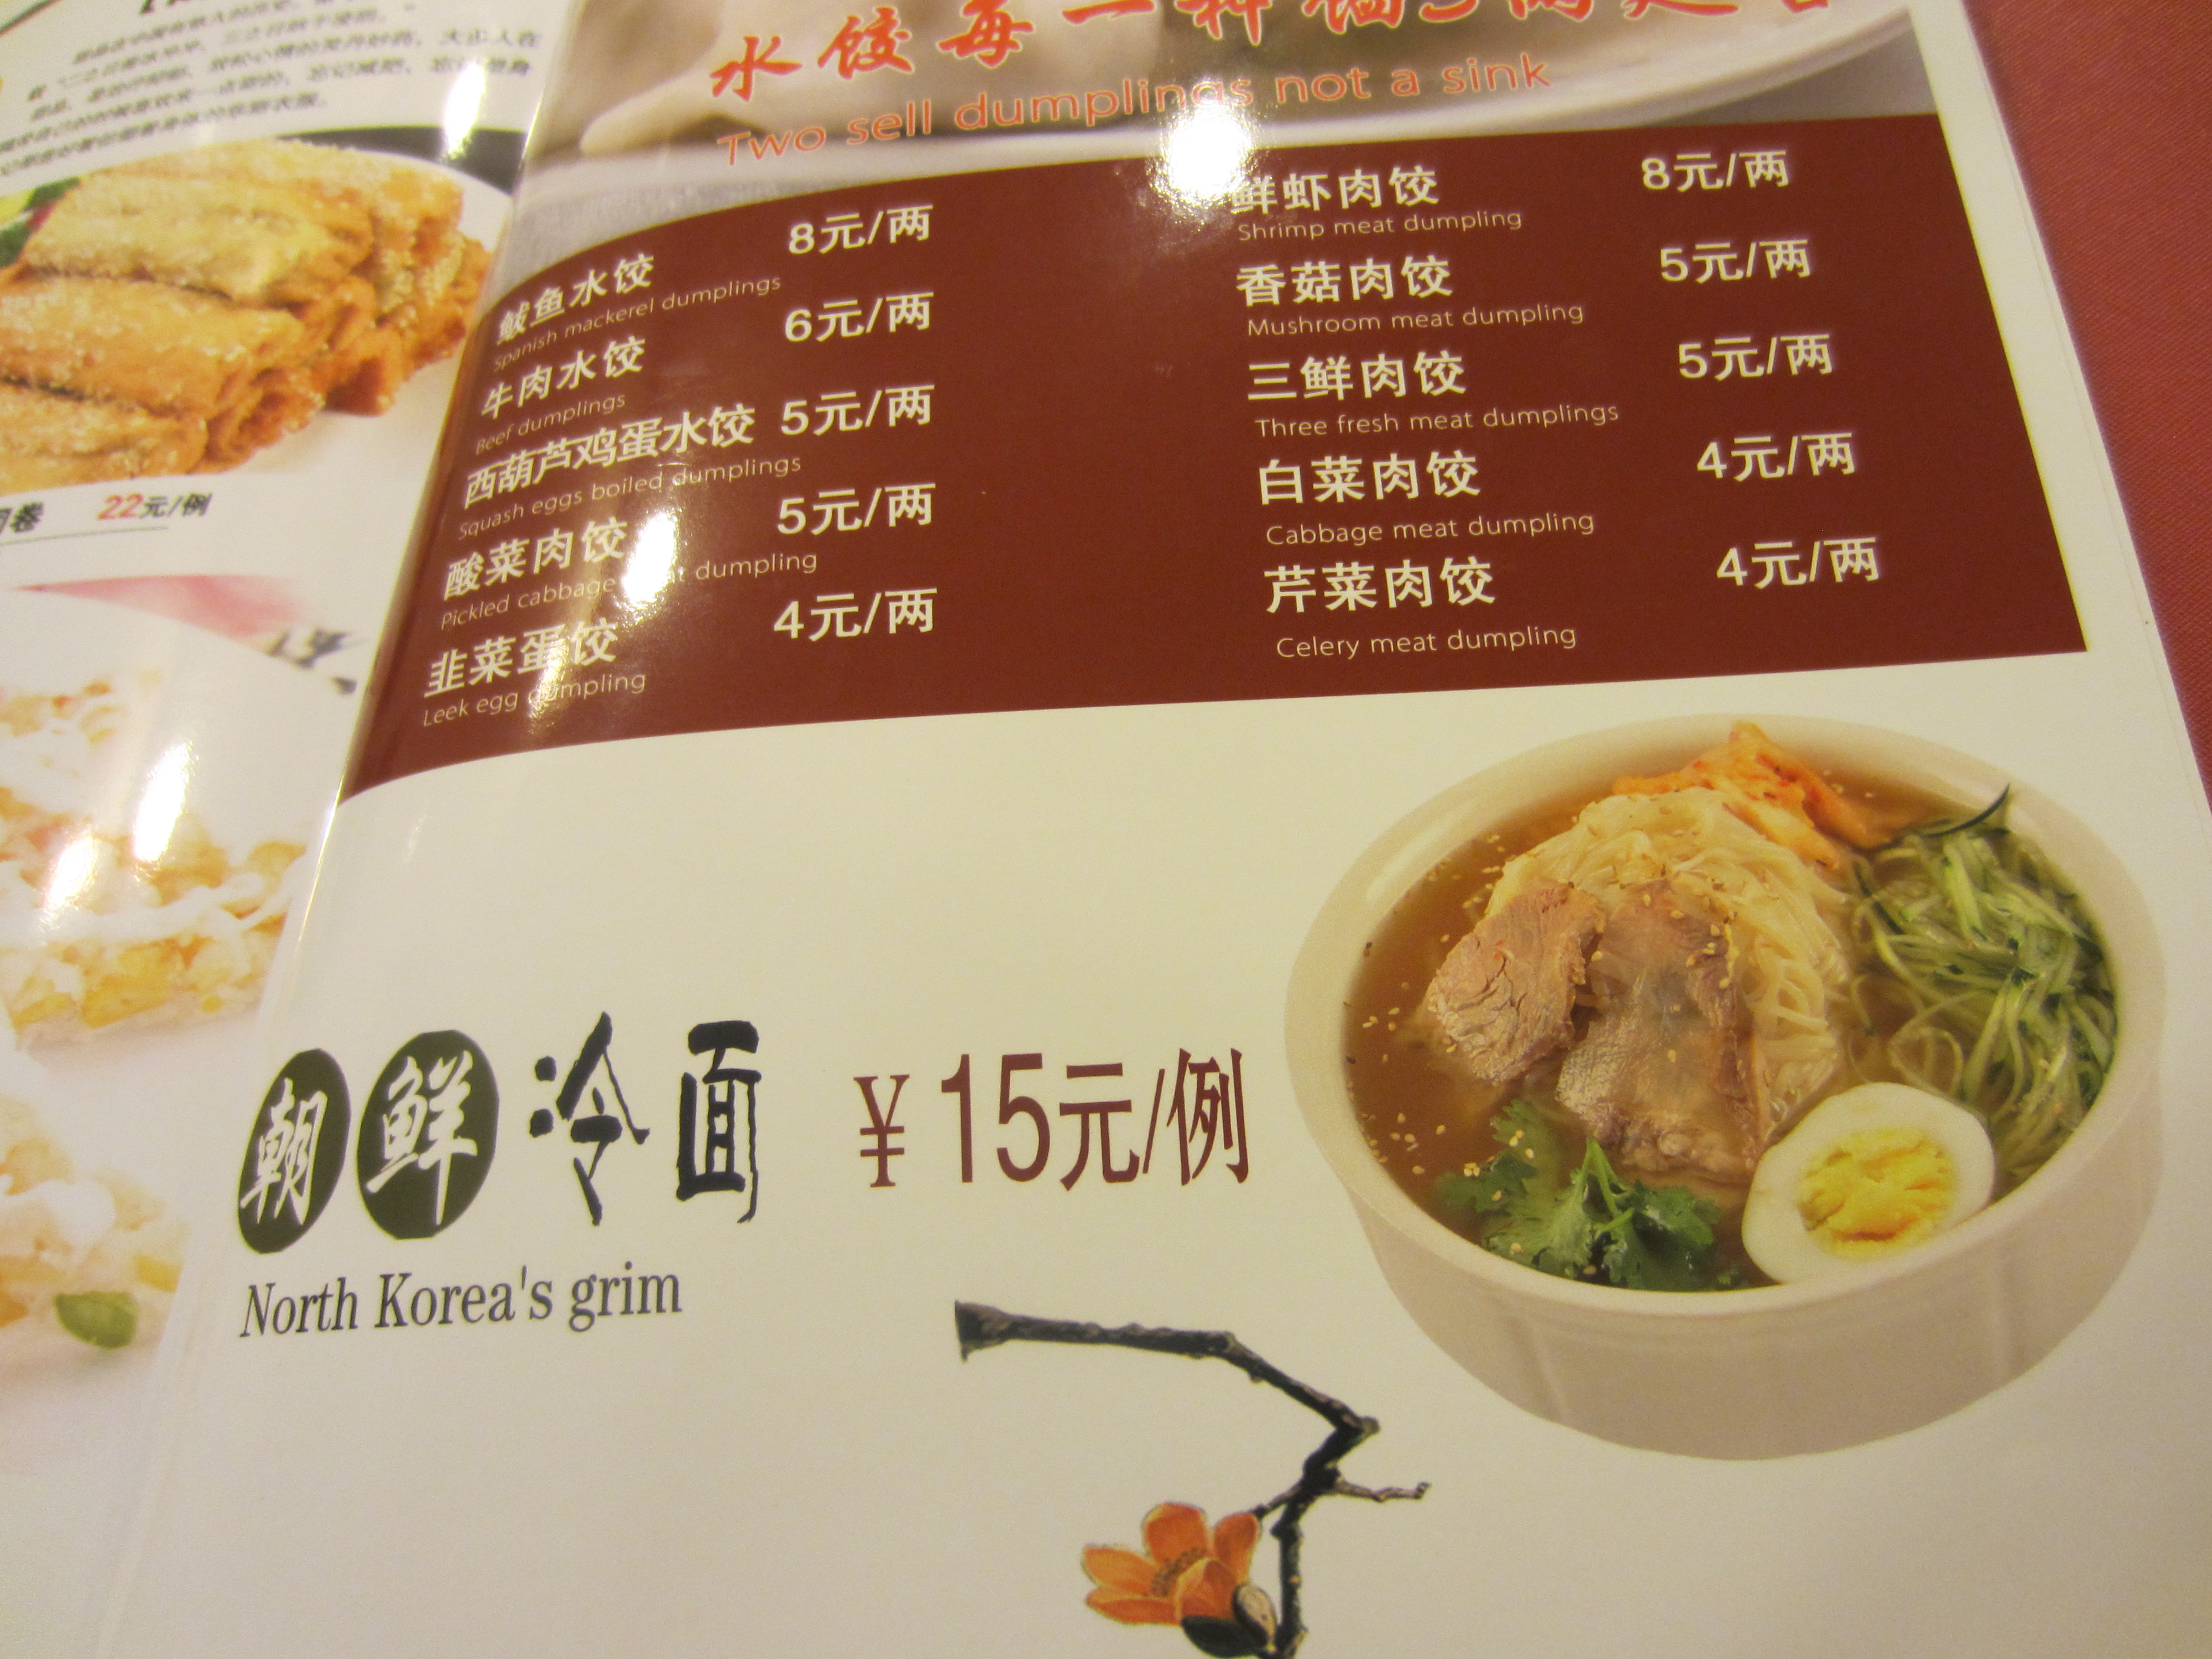 水饺每一种馅3两起售
Two sell dumplings not a sink
鲅鱼水饺 8元/两
Spanish mackerel dumplings
牛肉水饺 6元/两
Beef dumplings
西葫芦鸡蛋水饺 5元/两
Squash eggs boiled dumplings
酸菜肉饺 5元/两
Pickled cabbage meat dumpling
韭菜蛋饺 4元/两
Leek egg dumpling
鲜虾肉饺 8元/两
Shrimp meat dumpling
香菇肉饺 5元/两
Mushroom meat dumpling
三鲜肉饺 5元/两
Three fresh meat dumplings
白菜肉饺 4元/两
Cabbage meat dumpling
芹菜肉饺 4元/两
Celery meat dumpling
卷 22元/例
朝鲜冷面 ¥15元/例
North Korea's grim